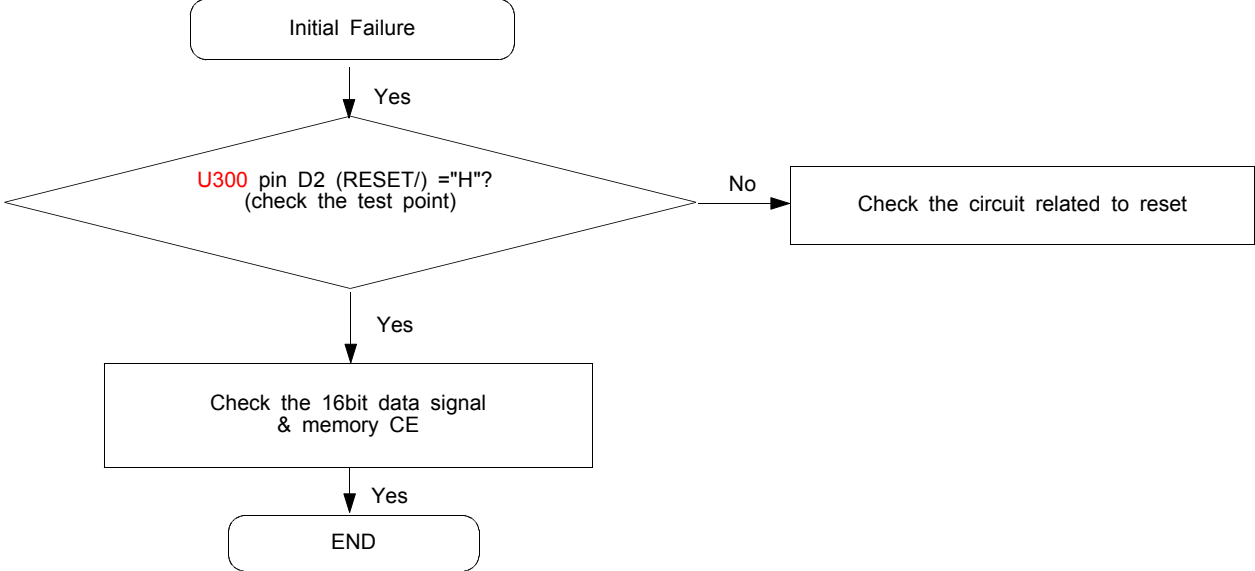 Initial Failure
Yes
U300 pin D2 (RESET/) ="H"?
(check the test point)
No
Check the circuit related to reset
Yes
Check the 16bit data signal
& memory CE
Yes
END